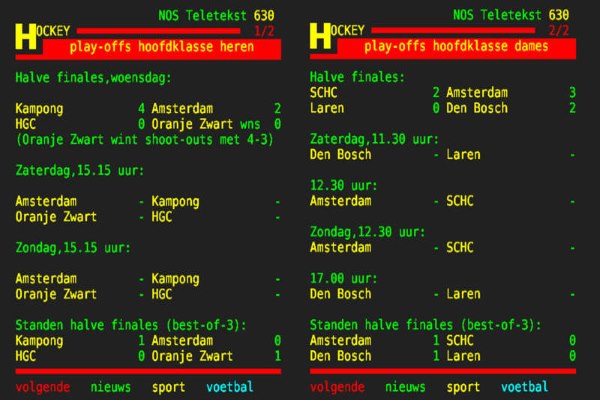 NOS Teletekst 630
HOCKEY 1/2
play-offs hoofdklasse heren
Halve finales,woensdag:
Kampong 4 Amsterdam 2
HGC 0 Oranje Zwart wns 0
(Oranje Zwart wint shoot-outs met 4-3)
Zaterdag,15.15 uur:
Amsterdam - Kampong -
Oranje Zwart - HGC -
Zondag,15.15 uur:
Amsterdam - Kampong -
Oranje Zwart - HGC -
Standen halve finales (best-of-3):
Kampong 1 Amsterdam 0
HGC 0 Oranje Zwart 1
volgende nieuws sport voetbal
NOS Teletekst 630
HOCKEY 2/2
play-offs hoofdklasse dames
Halve finales:
SCHC 2 Amsterdam 3
Laren 0 Den Bosch 2
Zaterdag,11.30 uur:
Den Bosch - Laren -
12.30 uur:
Amsterdam - SCHC -
Zondag,12.30 uur:
Amsterdam - SCHC -
17.00 uur:
Den Bosch - Laren -
Standen halve finales (best-of-3):
Amsterdam 1 SCHC 0
Den Bosch 1 Laren 0
volgende nieuws sport voetbal